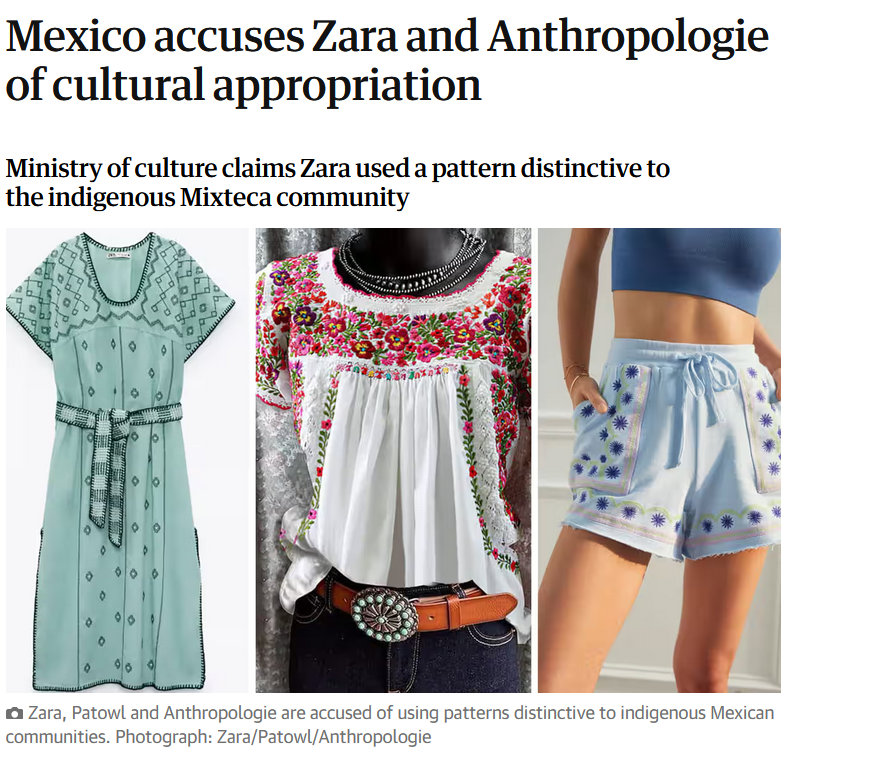 Mexico accuses Zara and Anthropologie
of cultural appropriation
Ministry of culture claims Zara used a pattern distinctive to
the indigenous Mixteca community
Zara, Patowl and Anthropologie are accused of using patterns distinctive to indigenous Mexican
communities. Photograph: Zara/Patowl/Anthropologie